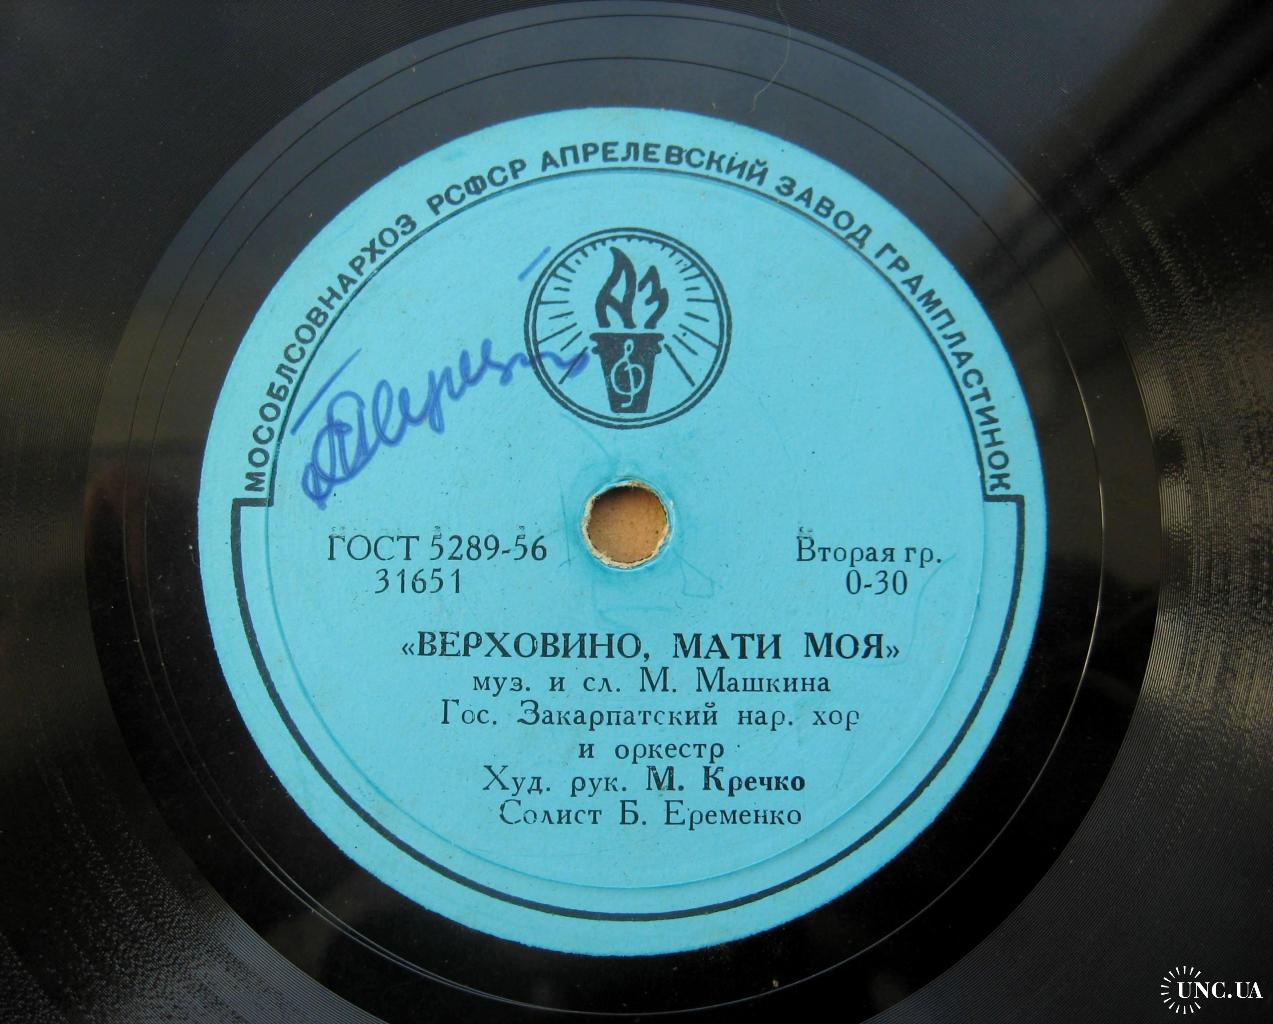 МОСОБЛСОВНАРХОЗ РСФСР АПРЕЛЕВСКИЙ ЗАВОД ГРАМПЛАСТИНОК
АЗ
ГОСТ 5289-56
31651
Вторая гр.
0-30
«ВЕРХОВИНО, МАТИ МОЯ»
муз. и сл. М. Машкина
Гос. Закарпатский нар. хор
и оркестр
Худ. рук. М. Кречко
Солист Б. Еременко
UNC.UA